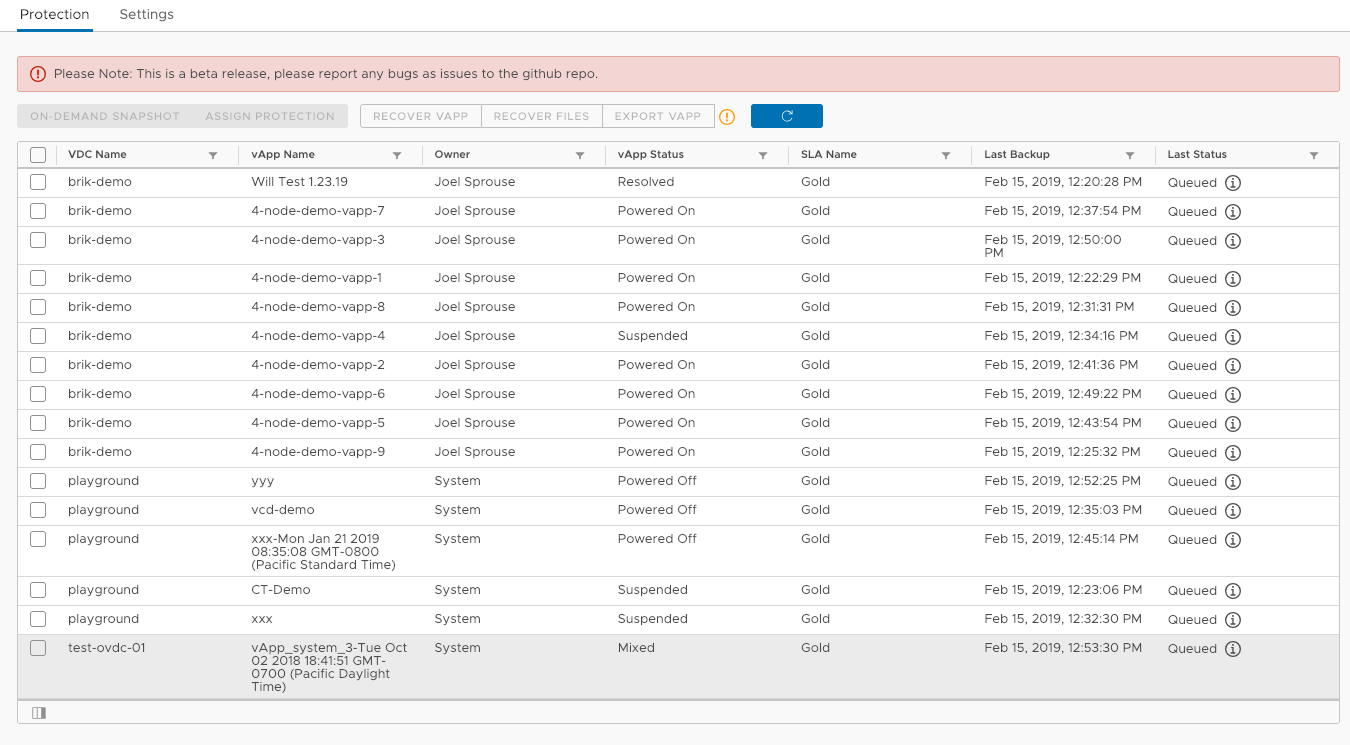 Protection Settings
Please Note: This is a beta release, please report any bugs as issues to the github repo.
ON-DEMAND SNAPSHOT ASSIGN PROTECTION RECOVER VAPP RECOVER FILES EXPORT VAPP
VDC Name vApp Name Owner vApp Status SLA Name Last Backup Last Status
brik-demo Will Test 1.23.19 Joel Sprouse Resolved Gold Feb 15, 2019, 12:20:28 PM Queued
brik-demo 4-node-demo-vapp-7 Joel Sprouse Powered On Gold Feb 15, 2019, 12:37:54 PM Queued
brik-demo 4-node-demo-vapp-3 Joel Sprouse Powered On Gold Feb 15, 2019, 12:50:00 Queued
PM
brik-demo 4-node-demo-vapp-1 Joel Sprouse Powered On Gold Feb 15, 2019, 12:22:29 PM Queued
brik-demo 4-node-demo-vapp-8 Joel Sprouse Powered On Gold Feb 15, 2019, 12:31:31 PM Queued
brik-demo 4-node-demo-vapp-4 Joel Sprouse Suspended Gold Feb 15, 2019, 12:34:16 PM Queued
brik-demo 4-node-demo-vapp-2 Joel Sprouse Powered On Gold Feb 15, 2019, 12:41:36 PM Queued
brik-demo 4-node-demo-vapp-6 Joel Sprouse Powered On Gold Feb 15, 2019, 12:49:22 PM Queued
brik-demo 4-node-demo-vapp-5 Joel Sprouse Powered On Gold Feb 15, 2019, 12:43:54 PM Queued
brik-demo 4-node-demo-vapp-9 Joel Sprouse Powered On Gold Feb 15, 2019, 12:25:32 PM Queued
playground yyy System Powered Off Gold Feb 15, 2019, 12:52:25 PM Queued
playground vcd-demo System Powered Off Gold Feb 15, 2019, 12:35:03 PM Queued
playground xxx-Mon Jan 21 2019 System Powered Off Gold Feb 15, 2019, 12:45:14 PM Queued
08:35:08 GMT-0800
(Pacific Standard Time)
playground CT-Demo System Suspended Gold Feb 15, 2019, 12:23:06 PM Queued
playground xxx System Suspended Gold Feb 15, 2019, 12:32:30 PM Queued
test-ovdc-01 vApp_system_3-Tue Oct System Mixed Gold Feb 15, 2019, 12:53:30 PM Queued
02 2018 18:41:51 GMT-
0700 (Pacific Daylight
Time)